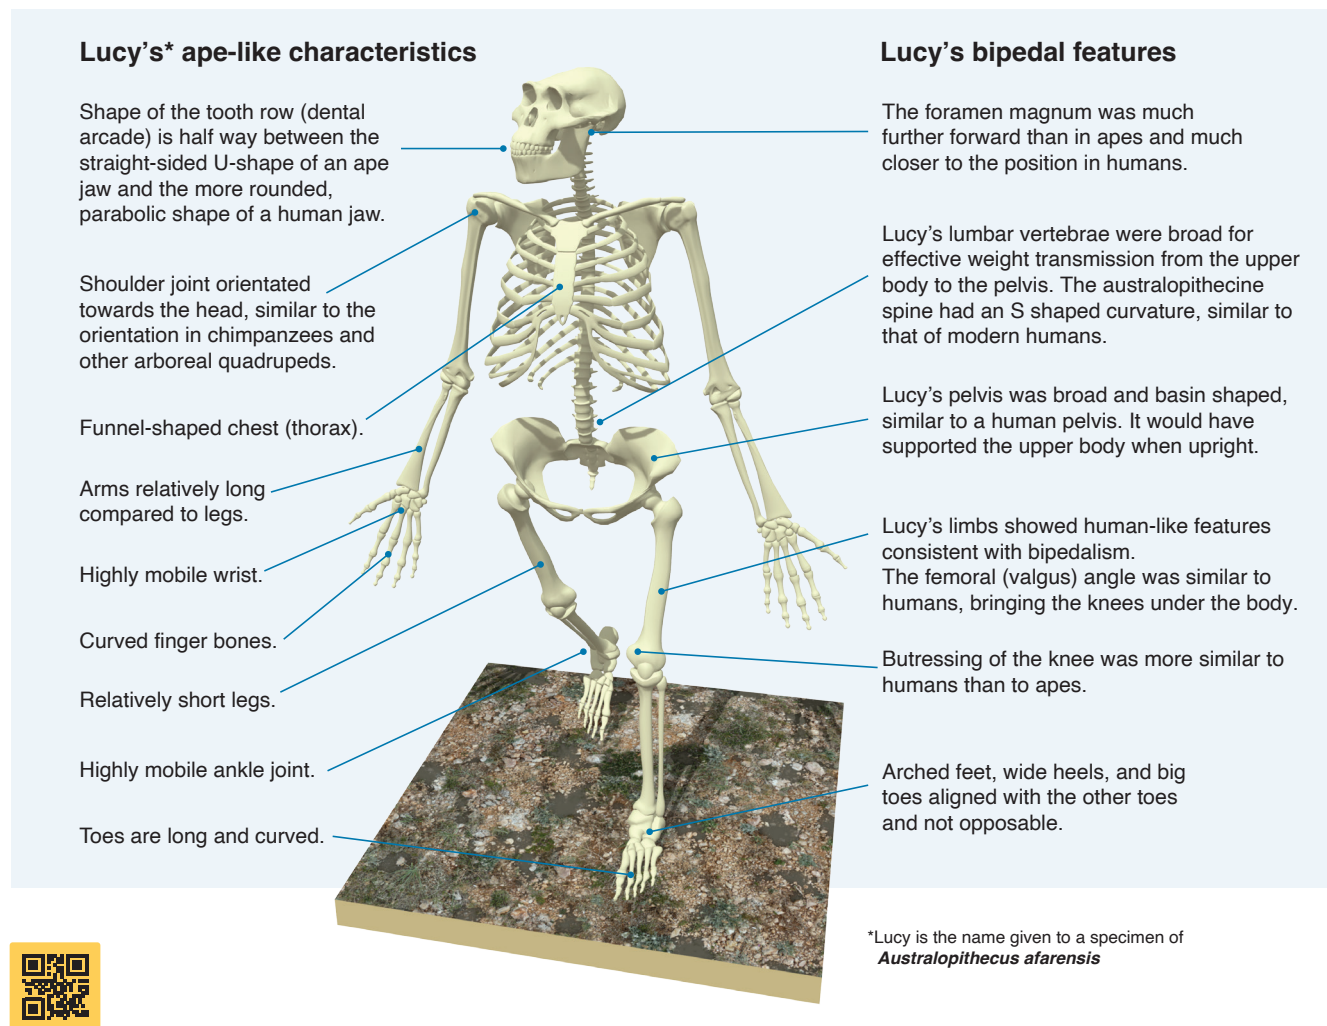 Lucy's* ape-like characteristics
Shape of the tooth row (dental
arcade) is half way between the
straight-sided U-shape of an ape
jaw and the more rounded,
parabolic shape of a human jaw.
Shoulder joint orientated
towards the head, similar to the
orientation in chimpanzees and
other arboreal quadrupeds.
Funnel-shaped chest (thorax).
Arms relatively long
compared to legs.
Highly mobile wrist.
Curved finger bones.
Relatively short legs.
Highly mobile ankle joint.
Toes are long and curved.
Lucy's bipedal features
The foramen magnum was much
further forward than in apes and much
closer to the position in humans.
Lucy's lumbar vertebrae were broad for
effective weight transmission from the upper
body to the pelvis. The australopithecine
spine had an S shaped curvature, similar to
that of modern humans.
Lucy's pelvis was broad and basin shaped,
similar to a human pelvis. It would have
supported the upper body when upright.
Lucy's limbs showed human-like features
consistent with bipedalism.
The femoral (valgus) angle was similar to
humans, bringing the knees under the body.
Butressing of the knee was more similar to
humans than to apes.
Arched feet, wide heels, and big
toes aligned with the other toes
and not opposable.
*Lucy is the name given to a specimen of
Australopithecus afarensis